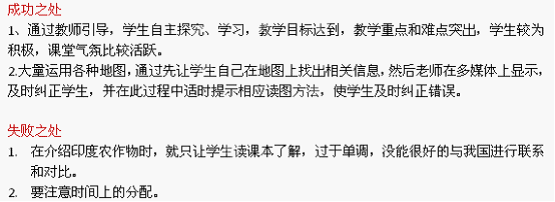 成功之处
1、通过教师引导，学生自主探究、学习，教学目标达到，教学重点和难点突出，学生较为
积极，课堂气氛比较活跃。
2.大量运用各种地图，通过先让学生自己在地图上找出相关信息，然后老师在多媒体上显示，
及时纠正学生，并在此过程中适时提示相应读图方法，使学生及时纠正错误。
失败之处
1. 在介绍印度农作物时，就只让学生读课本了解，过于单调，没能很好的与我国进行联系
和对比。
2. 要注意时间上的分配。